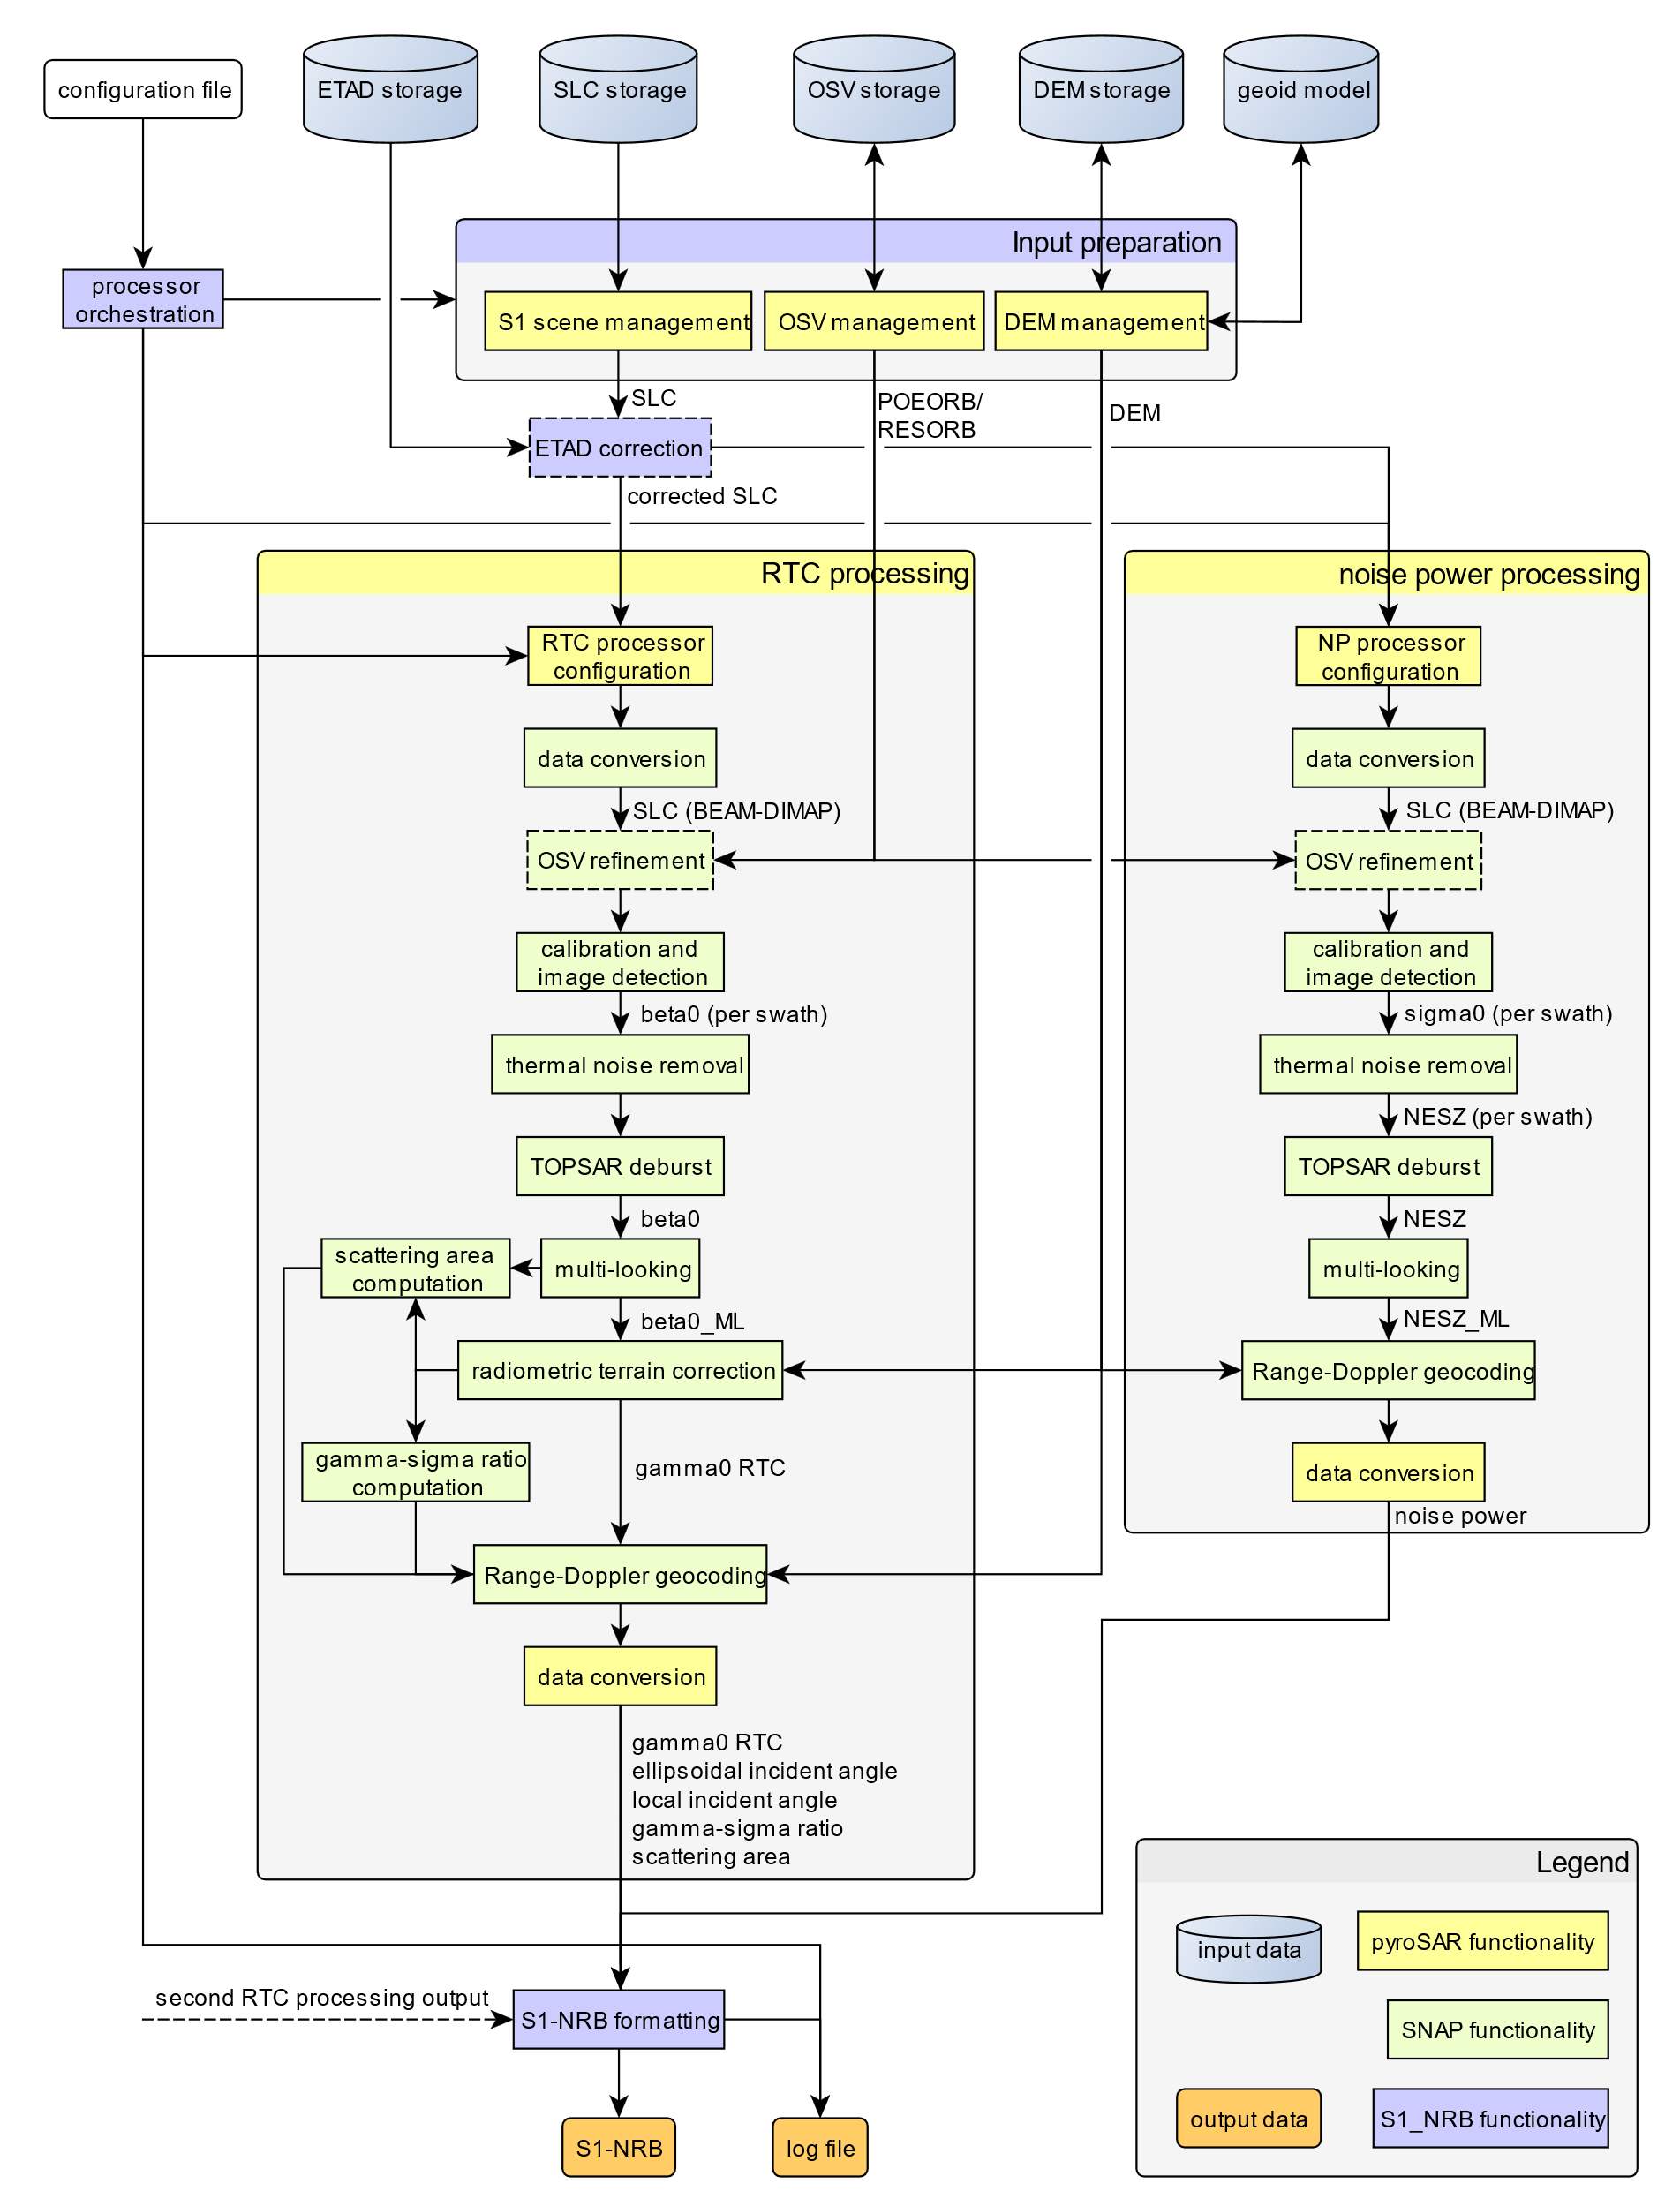 configuration file
ETAD storage
SLC storage
OSV storage
DEM storage
geoid model
Input preparation
processor
orchestration
S1 scene management
OSV management
DEM management
SLC
POEORB/
RESORB
DEM
ETAD correction
corrected SLC
RTC processing
RTC processor
configuration
data conversion
SLC (BEAM-DIMAP)
OSV refinement
calibration and
image detection
beta0 (per swath)
thermal noise removal
TOPSAR deburst
beta0
scattering area
computation
multi-looking
beta0_ML
radiometric terrain correction
gamma-sigma ratio
computation
gamma0 RTC
Range-Doppler geocoding
data conversion
gamma0 RTC
ellipsoidal incident angle
local incident angle
gamma-sigma ratio
scattering area
noise power processing
NP processor
configuration
data conversion
SLC (BEAM-DIMAP)
OSV refinement
calibration and
image detection
sigma0 (per swath)
thermal noise removal
NESZ (per swath)
TOPSAR deburst
NESZ
multi-looking
NESZ_ML
Range-Doppler geocoding
data conversion
noise power
second RTC processing output
S1-NRB formatting
S1-NRB
log file
Legend
input data
pyroSAR functionality
SNAP functionality
output data
S1_NRB functionality